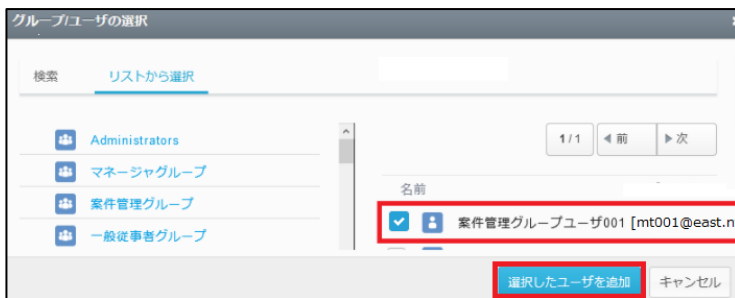 グループ/ユーザの選択
検索 リストから選択
Administrators
マネージャグループ
案件管理グループ
一般従事者グループ
1/1 ◀前 ▶次
名前
案件管理グループユーザ001 [mt001@east.n
選択したユーザを追加 キャンセル